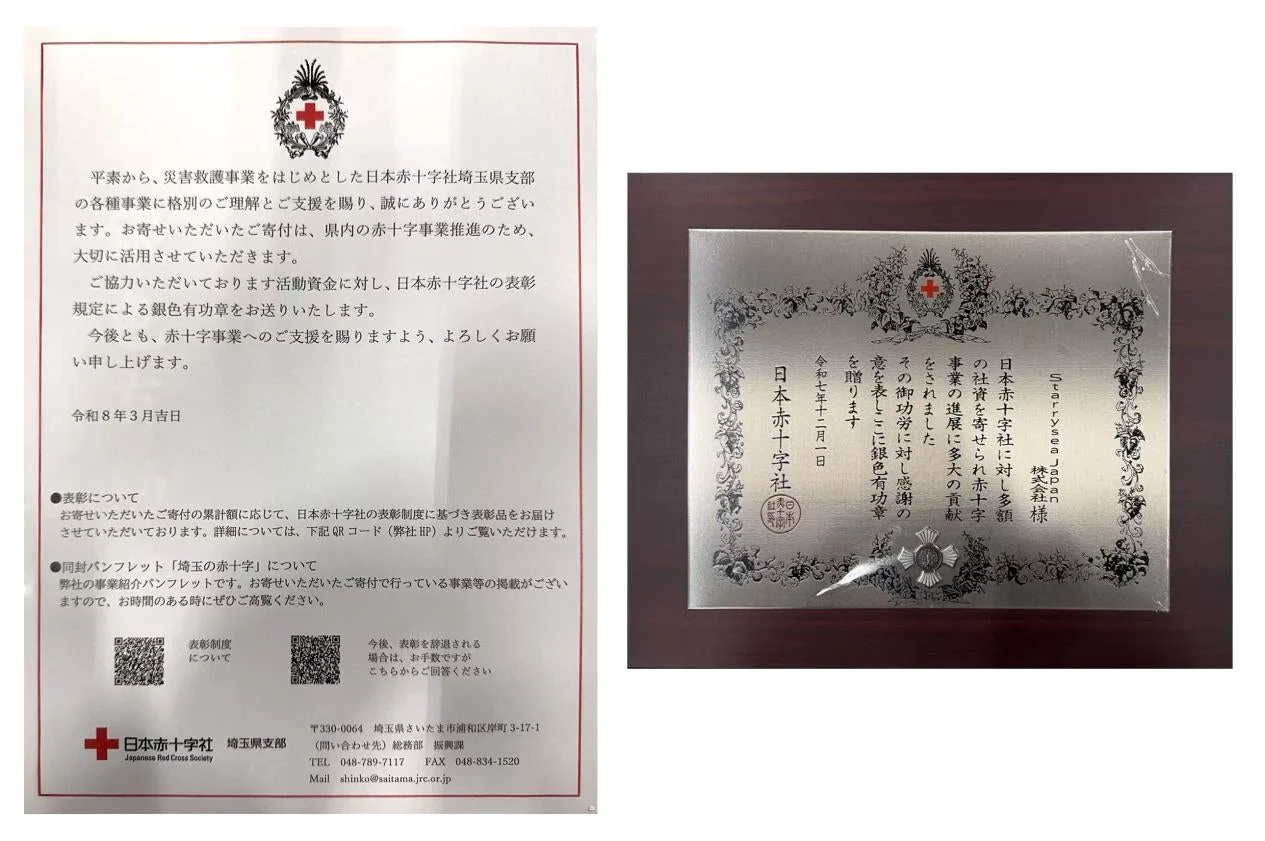 平素から、災害救護事業をはじめとした日本赤十字社埼玉県支部
の各種事業に格別のご理解とご支援を賜り、誠にありがとうござい
ます。お寄せいただいたご寄付は、県内の赤十字事業推進のため、
大切に活用させていただきます。
ご協力いただいております活動資金に対し、日本赤十字社の表彰
規定による銀色有功章をお送りいたします。
今後とも、赤十字事業へのご支援を賜りますよう、よろしくお願
い申し上げます。
令和8年3月吉日
●表彰について
お寄せいただいたご寄付の累計額に応じて、日本赤十字社の表彰制度に基づき表彰品をお届け
させていただいております。詳細については、下記QRコード（弊社HP）よりご覧いただけます。
●同封パンフレット「埼玉の赤十字」について
弊社の事業紹介パンフレットです。お寄せいただいたご寄付で行っている事業等の掲載がござい
ますので、お時間のある時にぜひご高覧ください。
表彰制度
について
今後、表彰を辞退される
場合は、お手数ですが
こちらからご回答ください
日本赤十字社 埼玉県支部
Japanese Red Cross Society
〒330-0064 埼玉県さいたま市浦和区岸町3-17-1
（問い合わせ先）総務部 振興課
TEL 048-789-7117 FAX 048-834-1520
Mail shinko@saitama.jrc.or.jp
Starrysea Japan
株式会社 様
日本赤十字社に対し多額
の社資を寄せられ赤十字
事業の進展に多大の貢献
をされました
その御功労に対し感謝の
意を表しここに銀色有功章
を贈ります
令和七年十二月一日
日本赤十字社